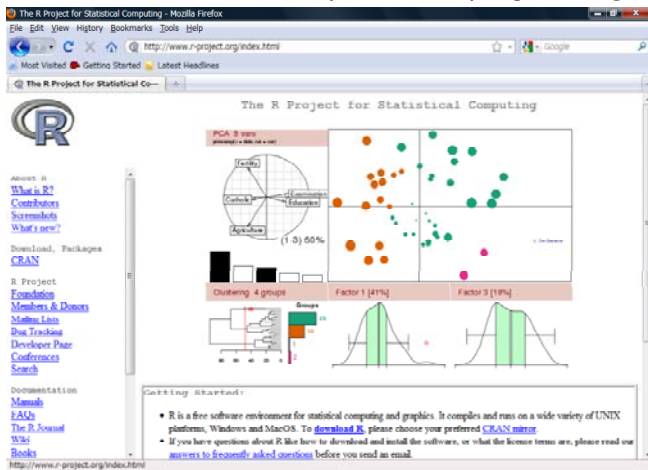 The R Project for Statistical Computing - Mozilla Firefox
File Edit View History Bookmarks Tools Help
http://www.r-project.org/index.html
Google
Most Visited Getting Started Latest Headlines
The R Project for Statistical Co—
The R Project for Statistical Computing
R
PCA 5 vars
Fertility
Catholic
Examination
Education
Agriculture
(1-3) 60%
Clustering 4 groups
Factor 1 [41%]
Factor 3 [19%]
Groups
About R
What is R?
Contributors
Screenshots
What's new?
Download, Packages
CRAN
R Project
Foundation
Members & Donors
Mailing Lists
Bug Tracking
Developer Page
Conferences
Search
Documentation
Manuals
FAQs
The R Journal
Wiki
Books
Getting Started:
• R is a free software environment for statistical computing and graphics. It compiles and runs on a wide variety of UNIX
platforms, Windows and MacOS. To download R, please choose your preferred CRAN mirror.
• If you have questions about R like how to download and install the software, or what the license terms are, please read our
answers to frequently asked questions before you send an email.
http://www.r-project.org/index.html